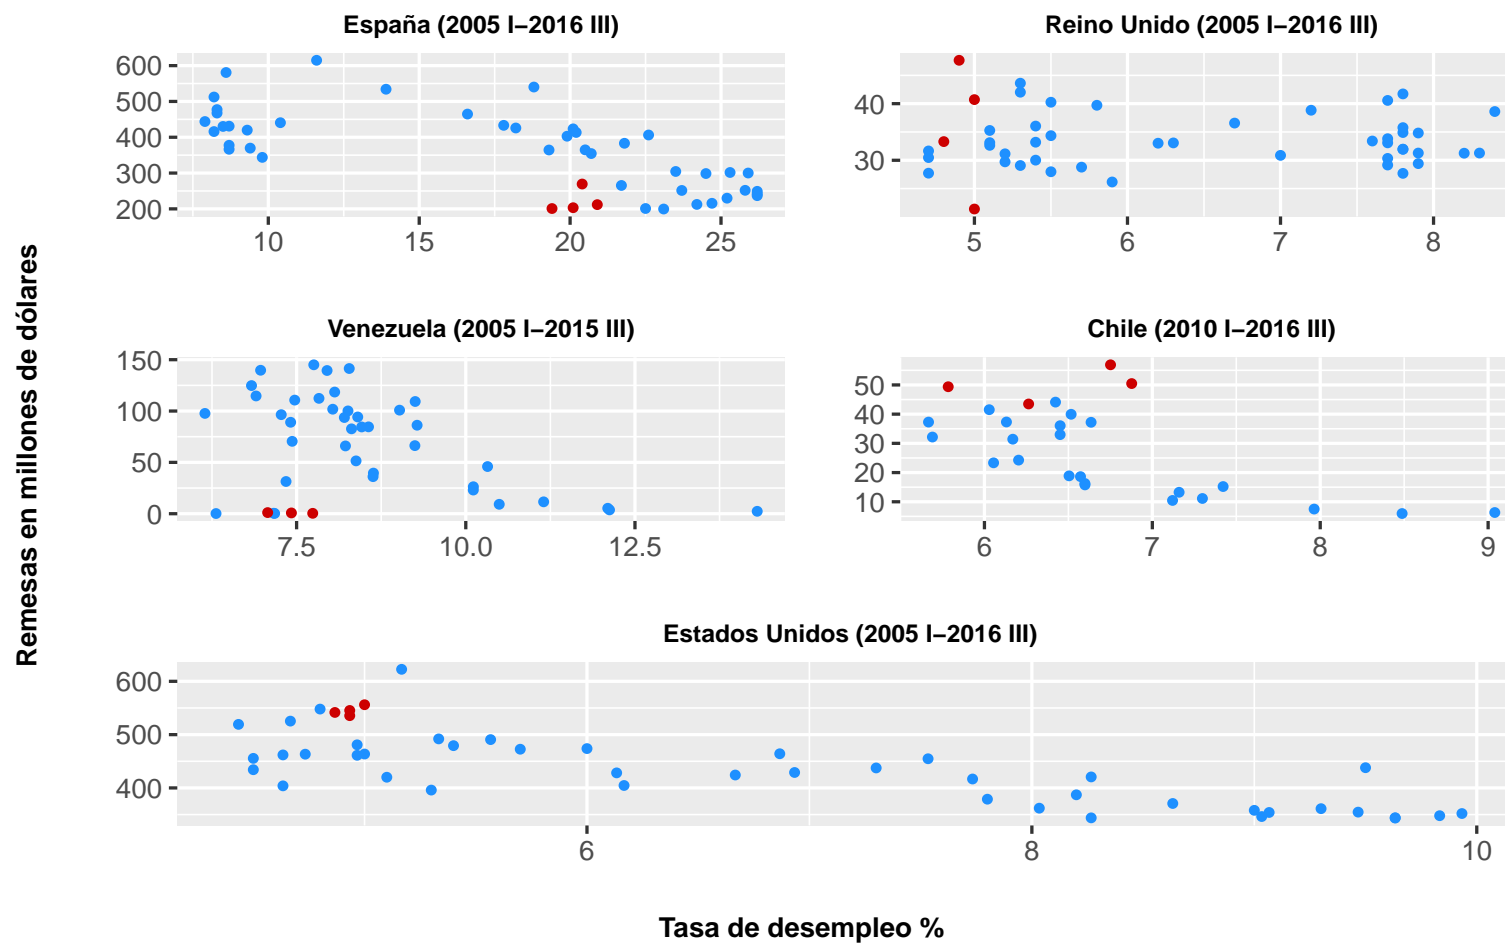 España (2005 I–2016 III)
Reino Unido (2005 I–2016 III)
600
500
400
300
200
40
30
10 15 20 25
5 6 7 8
Remesas en millones de dólares
Venezuela (2005 I–2015 III)
Chile (2010 I–2016 III)
150
100
50
0
50
40
30
20
10
7.5 10.0 12.5
6 7 8 9
Estados Unidos (2005 I–2016 III)
600
500
400
6 8 10
Tasa de desempleo %